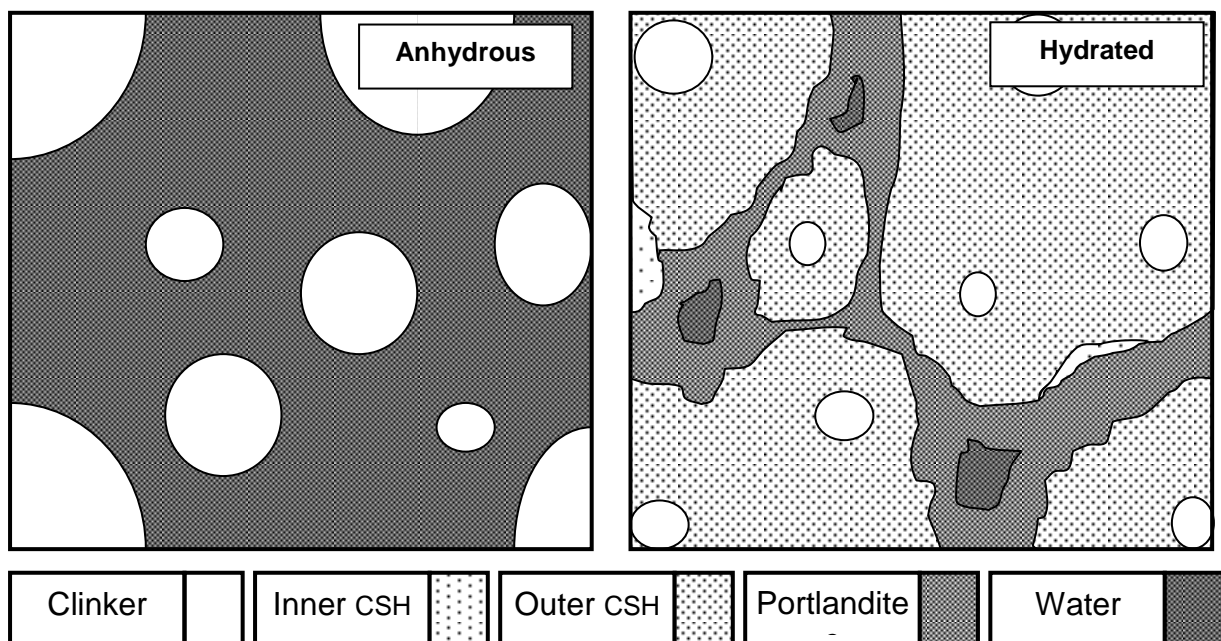 Anhydrous
Hydrated
Clinker
Inner CSH
Outer CSH
Portlandite
Water